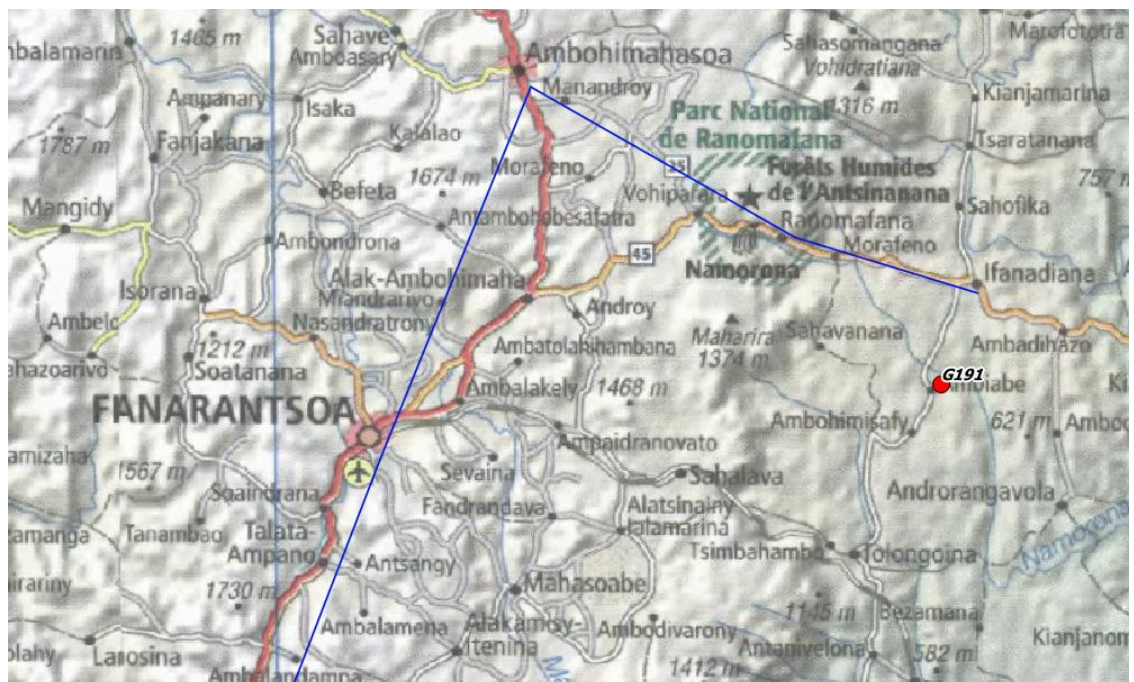 1465 m
Sahave
Amboasary
Ambohimahasoa
Manandroy
Sahasomangana
Vohidratiana
1316 m
Marofototra
Kianjamarina
Ampanary
Isaka
Fanjakana
Kalalao
1787 m
Parc National
de Ranomafana
Tsaratanana
Morafeno
35
Forêts Humides
de l'Antsinanana
757 m
Befeta
1674 m
Vohiparara
Sahofika
Mangidy
Antambohobesafatra
Ranomafana
Ambondrona
45
Morafeno
Namorona
Ifanadiana
Alak-Ambohimaha
Isorana
Miandrarivo
Androy
Nasandratrony
Maharira
1374 m
Sahavanana
Ambadihazo
1212 m
Soatanana
Ambatolahihambana
Ambalakely
1468 m
G191
FIANARANTSOA
Ambohimisafy
621 m
Ampaidranovato
1567 m
Sevaina
Sahalava
Soaindrana
Fandrandava
Alatsinainy
Ialamarina
Androrangavola
Tanambao
Talata-
Ampano
Antsangy
Tsimbahambo
Tolongoina
Namorona
1730 m
Mahasoabe
1145 m
Bezamana
Ambalamena
Alakamisy-
Itenina
Ambodivarony
Antanivelona
582 m
1412 m